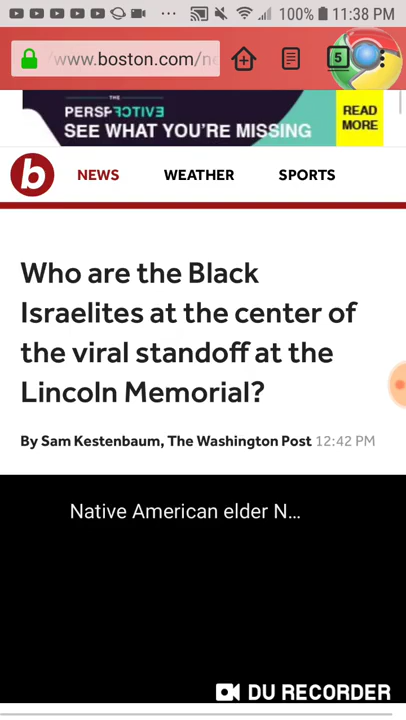 100% 11:38 PM
www.boston.com/n
5
THE
PERSPECTIVE
SEE WHAT YOU'RE MISSING
READ
MORE
b
NEWS WEATHER SPORTS
Who are the Black
Israelites at the center of
the viral standoff at the
Lincoln Memorial?
By Sam Kestenbaum, The Washington Post 12:42 PM
Native American elder N...
DU RECORDER